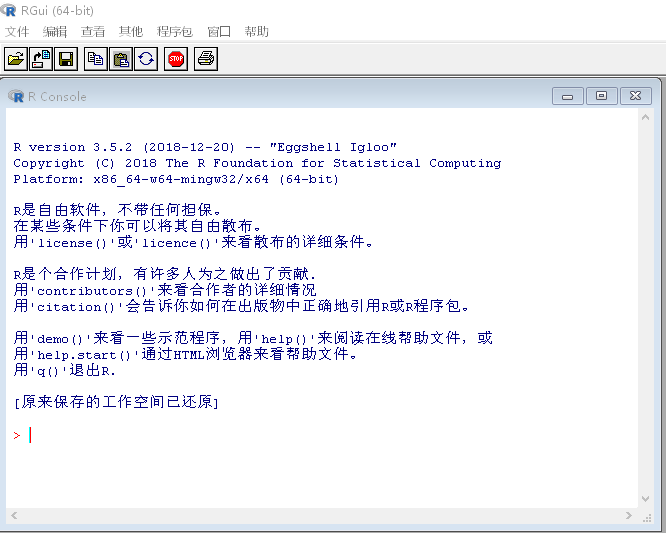 RGui (64-bit)
文件 编辑 查看 其他 程序包 窗口 帮助
STOP
R Console
R version 3.5.2 (2018-12-20) -- "Eggshell Igloo"
Copyright (C) 2018 The R Foundation for Statistical Computing
Platform: x86_64-w64-mingw32/x64 (64-bit)
R是自由软件，不带任何担保。
在某些条件下你可以将其自由散布。
用'license()'或'licence()'来看散布的详细条件。
R是个合作计划，有许多人为之做出了贡献.
用'contributors()'来看合作者的详细情况
用'citation()'会告诉你如何在出版物中正确地引用R或R程序包。
用'demo()'来看一些示范程序，用'help()'来阅读在线帮助文件，或
用'help.start()'通过HTML浏览器来看帮助文件。
用'q()'退出R.
[原来保存的工作空间已还原]
>